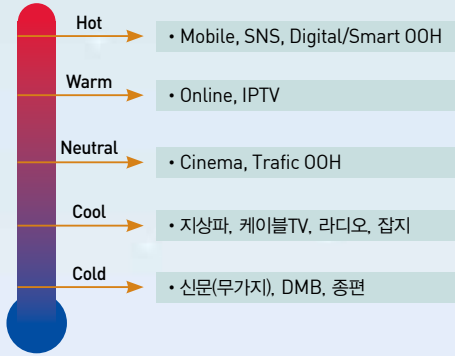 Hot
• Mobile, SNS, Digital/Smart OOH
Warm
• Online, IPTV
Neutral
• Cinema, Trafic OOH
Cool
• 지상파, 케이블TV, 라디오, 잡지
Cold
• 신문(무가지), DMB, 종편